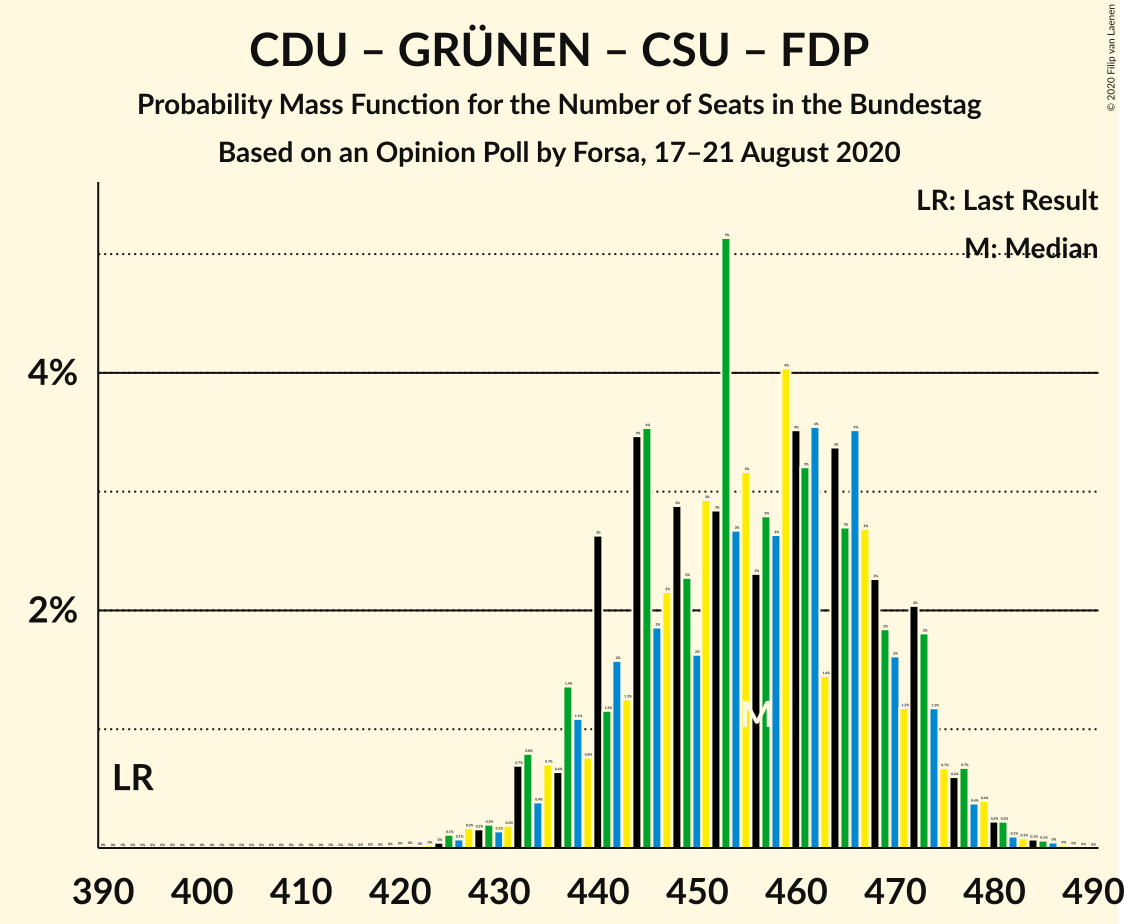 CDU – GRÜNEN – CSU – FDP
Probability Mass Function for the Number of Seats in the Bundestag
Based on an Opinion Poll by Forsa, 17–21 August 2020
© 2020 Filip van Laenen
LR: Last Result
M: Median
4%
2%
LR
M
390 400 410 420 430 440 450 460 470 480 490